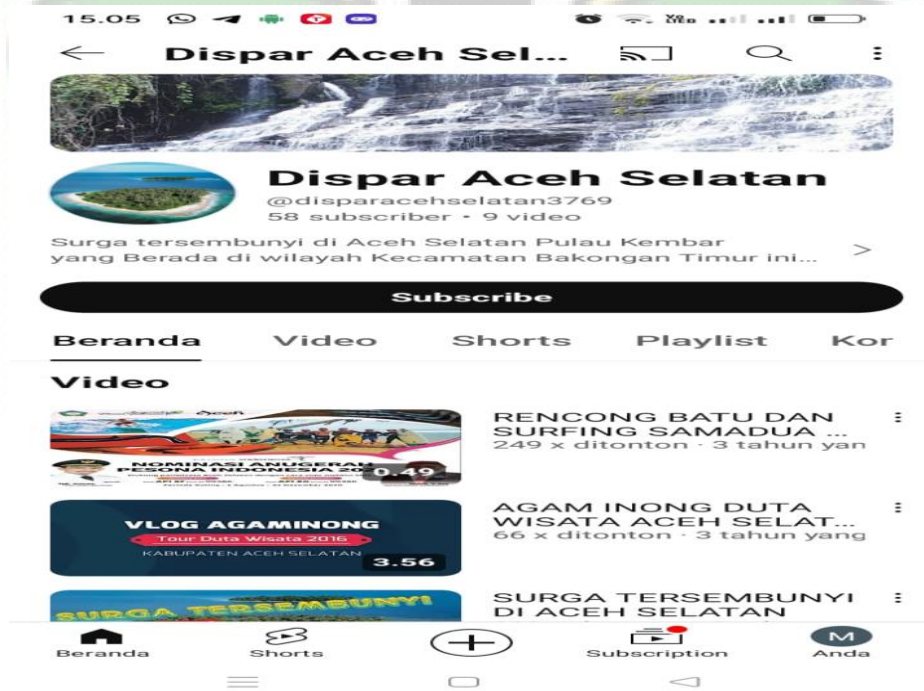 15.05
Dispar Aceh Sel...
Dispar Aceh Selatan
@disparacehselatan3769
58 subscriber • 9 video
Surga tersembunyi di Aceh Selatan Pulau Kembar
yang Berada di wilayah Kecamatan Bakongan Timur ini...
Subscribe
Beranda Video Shorts Playlist Kor
Video
NOMINASI ANUGERAH
PESONA INDONESIA 20
0.49
RENCONG BATU DAN
SURFING SAMADUA ...
249 x ditonton · 3 tahun yan
VLOG AGAMINONG
Tour Duta Wisata 2016
KABUPATEN ACEH SELATAN
3.56
AGAM INONG DUTA
WISATA ACEH SELAT...
66 x ditonton · 3 tahun yang
SURGA TERSEMBUNYI
SURGA TERSEMBUNYI
DI ACEH SELATAN
Beranda Shorts Subscription Anda
M